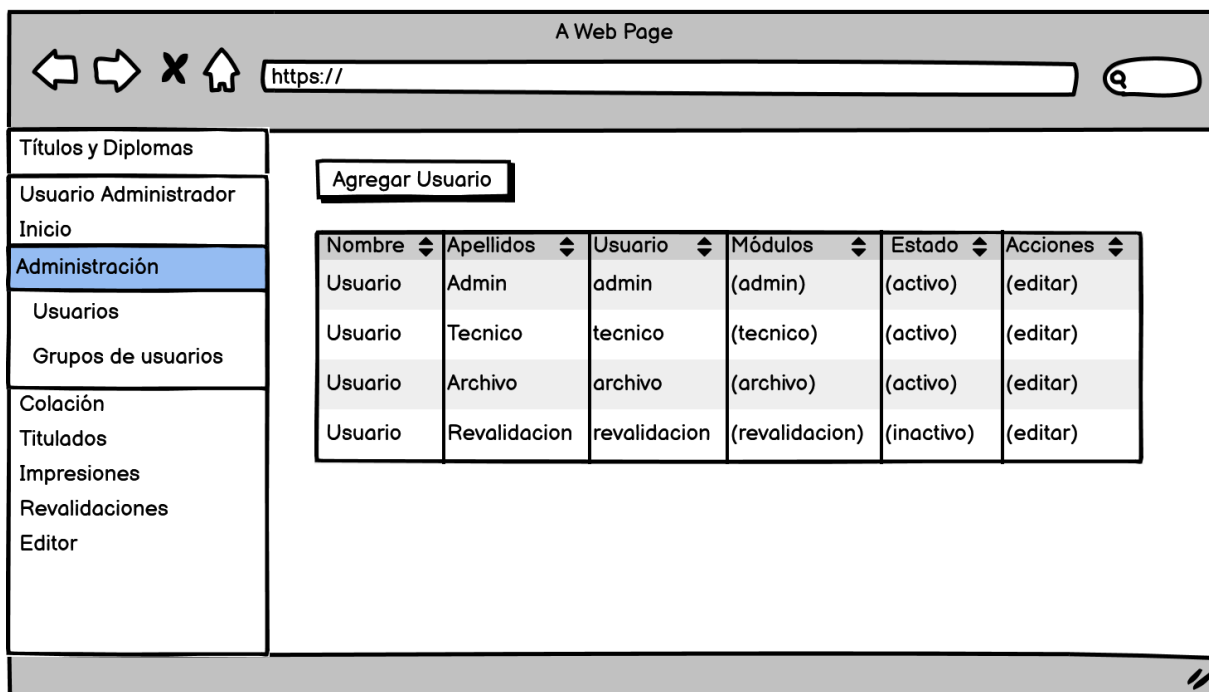 A Web Page
https://
Títulos y Diplomas
Usuario Administrador
Inicio
Administración
Usuarios
Grupos de usuarios
Colación
Titulados
Impresiones
Revalidaciones
Editor
Agregar Usuario
Nombre Apellidos Usuario Módulos Estado Acciones
Usuario Admin admin (admin) (activo) (editar)
Usuario Tecnico tecnico (tecnico) (activo) (editar)
Usuario Archivo archivo (archivo) (activo) (editar)
Usuario Revalidacion revalidacion (revalidacion) (inactivo) (editar)